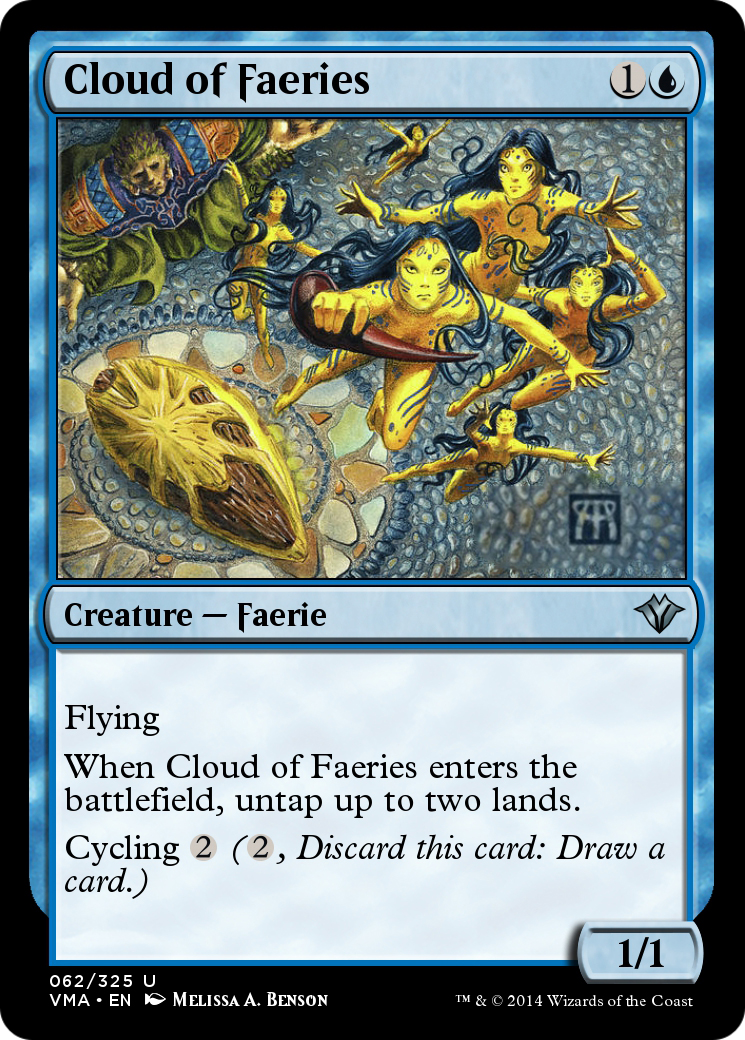 Cloud of Faeries 1
Creature — Faerie
Flying
When Cloud of Faeries enters the
battlefield, untap up to two lands.
Cycling 2 (2, Discard this card: Draw a
card.)
1/1
062/325 U
VMA • EN Melissa A. Benson
™ & © 2014 Wizards of the Coast